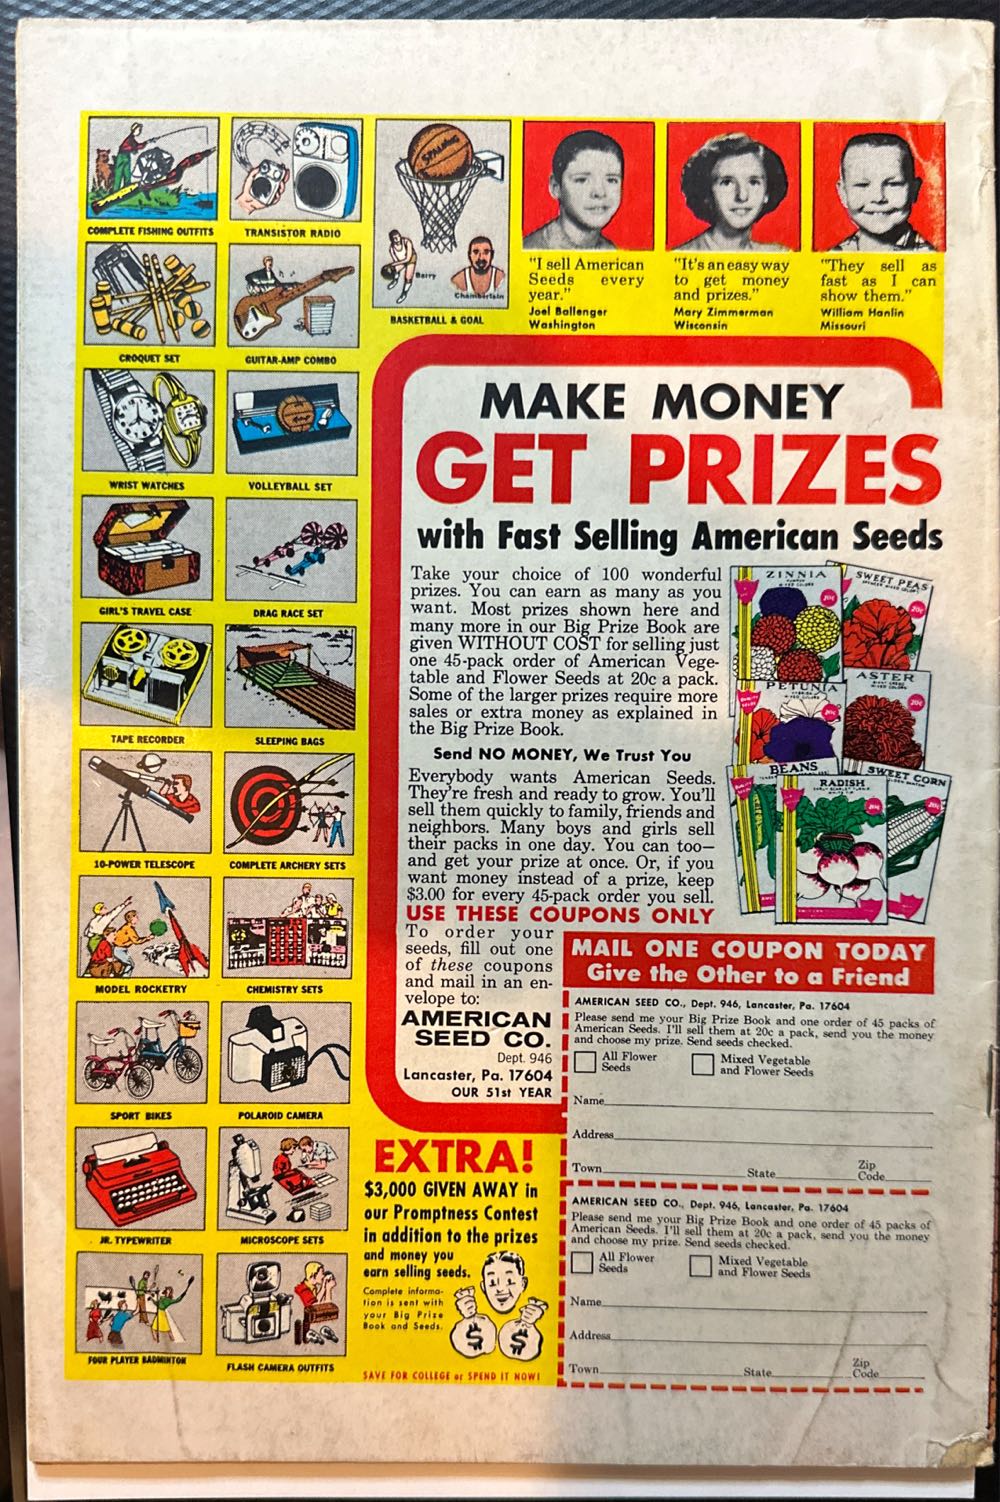 COMPLETE FISHING OUTFITS
TRANSISTOR RADIO
CROQUET SET
GUITAR-AMP COMBO
WRIST WATCHES
VOLLEYBALL SET
GIRL'S TRAVEL CASE
DRAG RACE SET
TAPE RECORDER
SLEEPING BAGS
10-POWER TELESCOPE
COMPLETE ARCHERY SETS
MODEL ROCKETRY
CHEMISTRY SETS
SPORT BIKES
POLAROID CAMERA
JR. TYPEWRITER
MICROSCOPE SETS
FOUR PLAYER BADMINTON
FLASH CAMERA OUTFITS
SPALDING
Barry
Chamberlain
BASKETBALL & GOAL
"I sell American
Seeds every
year."
Joel Ballenger
Washington
"It's an easy way
to get money
and prizes."
Mary Zimmerman
Wisconsin
"They sell as
fast as I can
show them."
William Hanlin
Missouri
MAKE MONEY
GET PRIZES
with Fast Selling American Seeds
Take your choice of 100 wonderful
prizes. You can earn as many as you
want. Most prizes shown here and
many more in our Big Prize Book are
given WITHOUT COST for selling just
one 45-pack order of American Vege-
table and Flower Seeds at 20c a pack.
Some of the larger prizes require more
sales or extra money as explained in
the Big Prize Book.
Send NO MONEY, We Trust You
Everybody wants American Seeds.
They're fresh and ready to grow. You'll
sell them quickly to family, friends and
neighbors. Many boys and girls sell
their packs in one day. You can too—
and get your prize at once. Or, if you
want money instead of a prize, keep
$3.00 for every 45-pack order you sell.
USE THESE COUPONS ONLY
To order your
seeds, fill out one
of these coupons
and mail in an en-
velope to:
AMERICAN
SEED CO.
Dept. 946
Lancaster, Pa. 17604
OUR 51st YEAR
ZINNIA
MIXED COLORS
20c
SWEET PEAS
MIXED COLORS
20c
PETUNIA
MIXED COLORS
20c
ASTER
MIXED COLORS
20c
BEANS
RADISH
20c
SWEET CORN
20c
MAIL ONE COUPON TODAY
Give the Other to a Friend
AMERICAN SEED CO., Dept. 946, Lancaster, Pa. 17604
Please send me your Big Prize Book and one order of 45 packs of
American Seeds. I'll sell them at 20c a pack, send you the money
and choose my prize. Send seeds checked.
All Flower
Seeds
Mixed Vegetable
and Flower Seeds
Name
Address
Town State Zip
Code
AMERICAN SEED CO., Dept. 946, Lancaster, Pa. 17604
Please send me your Big Prize Book and one order of 45 packs of
American Seeds. I'll sell them at 20c a pack, send you the money
and choose my prize. Send seeds checked.
All Flower
Seeds
Mixed Vegetable
and Flower Seeds
Name
Address
Town State Zip
Code
EXTRA!
$3,000 GIVEN AWAY in
our Promptness Contest
in addition to the prizes
and money you
earn selling seeds.
Complete informa-
tion is sent with
your Big Prize
Book and Seeds.
$ $
SAVE FOR COLLEGE or SPEND IT NOW!